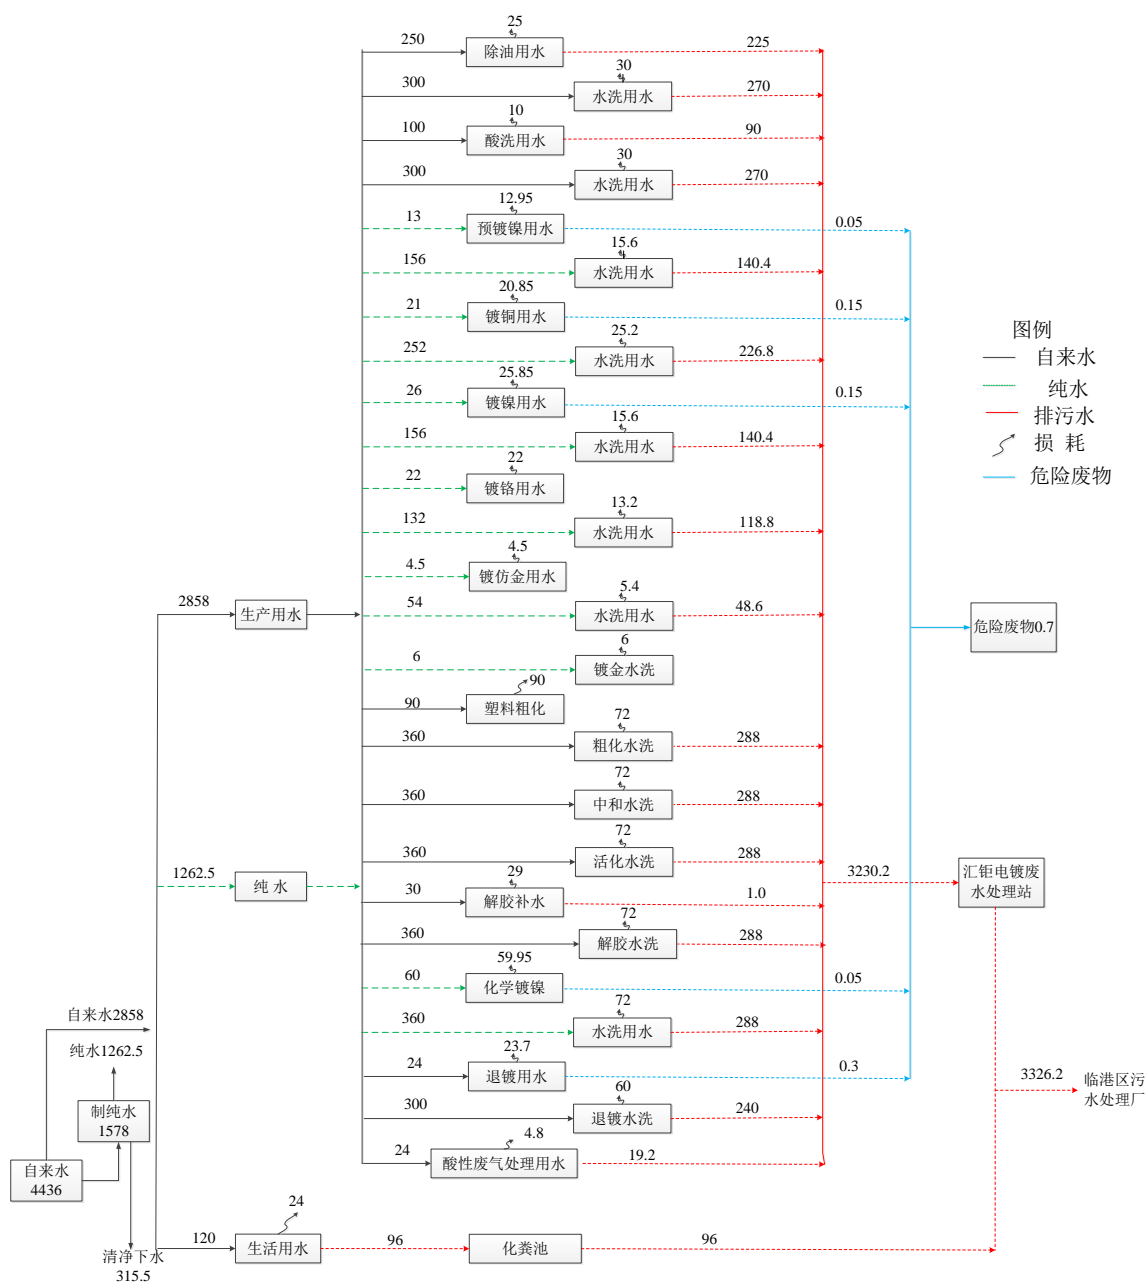 25
250
除油用水
225
30
300
水洗用水
270
10
100
酸洗用水
90
30
300
水洗用水
270
12.95
13
预镀镍用水
0.05
15.6
156
水洗用水
140.4
20.85
21
镀铜用水
0.15
25.2
252
水洗用水
226.8
25.85
26
镀镍用水
0.15
15.6
156
水洗用水
140.4
22
22
镀铬用水
13.2
132
水洗用水
118.8
4.5
4.5
镀仿金用水
5.4
54
水洗用水
48.6
2858
生产用水
6
6
镀金水洗
90
90
塑料粗化
72
360
粗化水洗
288
72
360
中和水洗
288
72
360
活化水洗
288
1262.5
纯 水
29
30
解胶补水
1.0
72
360
解胶水洗
288
59.95
60
化学镀镍
0.05
72
360
水洗用水
288
23.7
24
退镀用水
0.3
60
300
退镀水洗
240
4.8
24
酸性废气处理用水
19.2
3230.2
汇钜电镀废
水处理站
危险废物0.7
3326.2
临港区污
水处理厂
自来水2858
纯水1262.5
制纯水
1578
自来水
4436
清净下水
315.5
24
120
生活用水
96
化粪池
96
图例
自来水
纯水
排污水
损 耗
危险废物